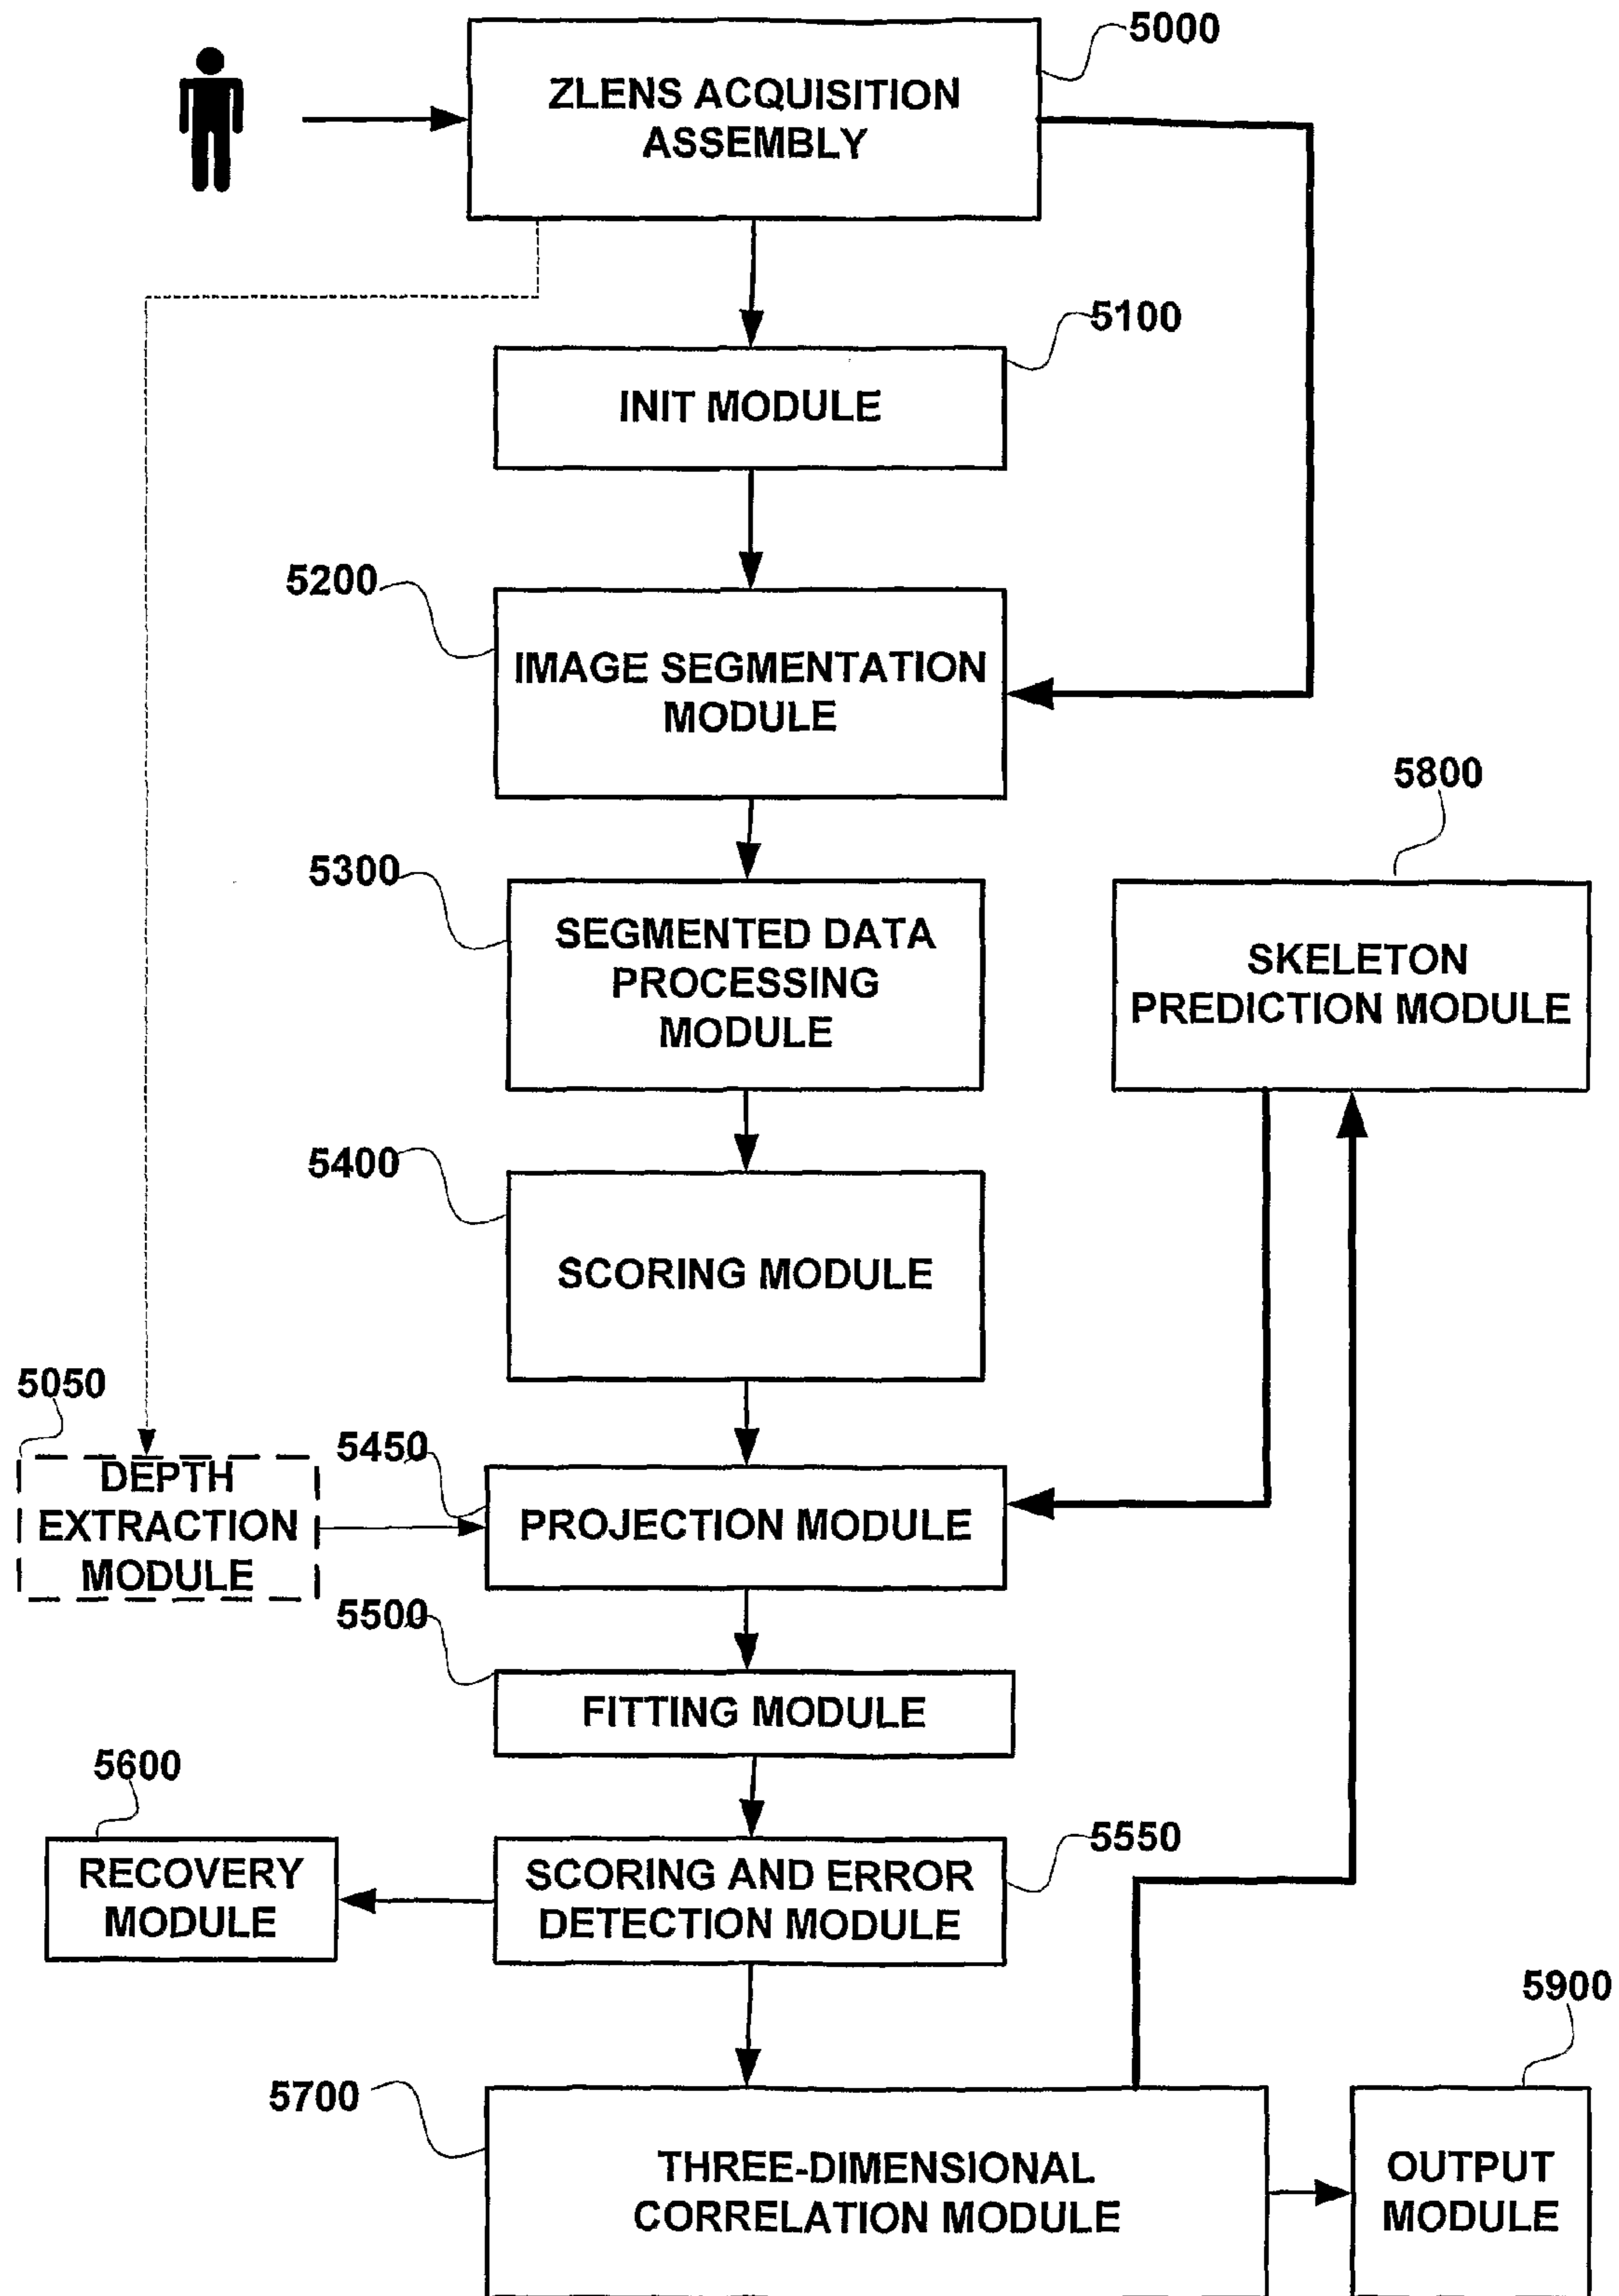 5000
ZLENS ACQUISITION
ASSEMBLY
5100
INIT MODULE
5200
IMAGE SEGMENTATION
MODULE
5800
5300
SEGMENTED DATA
PROCESSING
MODULE
SKELETON
PREDICTION MODULE
5400
SCORING MODULE
5050
DEPTH
EXTRACTION
MODULE
5450
PROJECTION MODULE
5500
FITTING MODULE
5600
RECOVERY
MODULE
5550
SCORING AND ERROR
DETECTION MODULE
5900
5700
THREE-DIMENSIONAL
CORRELATION MODULE
OUTPUT
MODULE